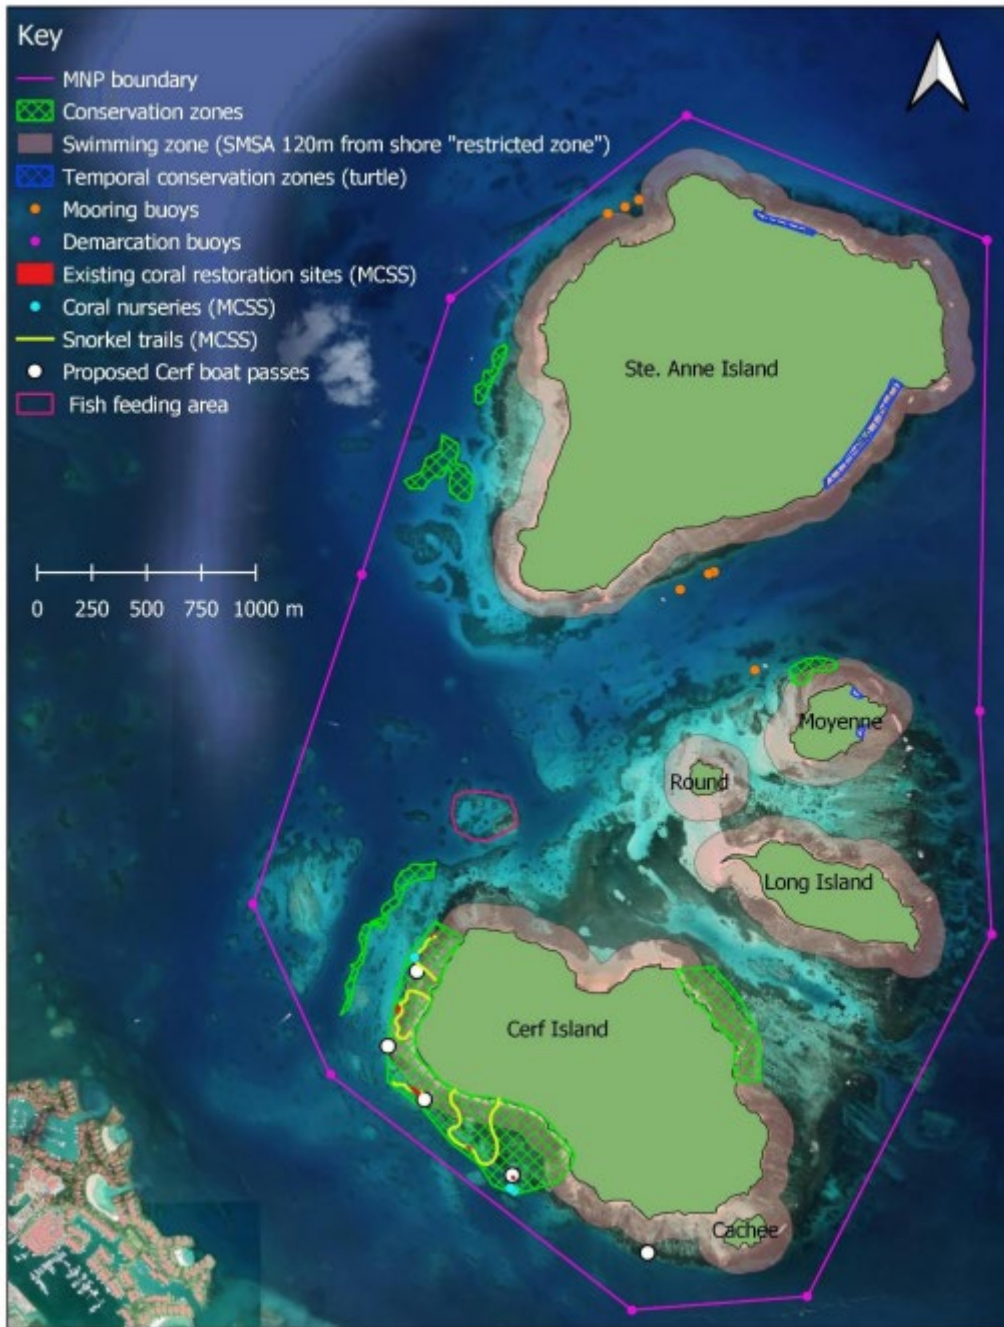 Key
MNP boundary
Conservation zones
Swimming zone (SMSA 120m from shore "restricted zone")
Temporal conservation zones (turtle)
Mooring buoys
Demarcation buoys
Existing coral restoration sites (MCSS)
Coral nurseries (MCSS)
Snorkel trails (MCSS)
Proposed Cerf boat passes
Fish feeding area
Ste. Anne Island
0 250 500 750 1000 m
Moyenne
Round
Long Island
Cerf Island
Cachee